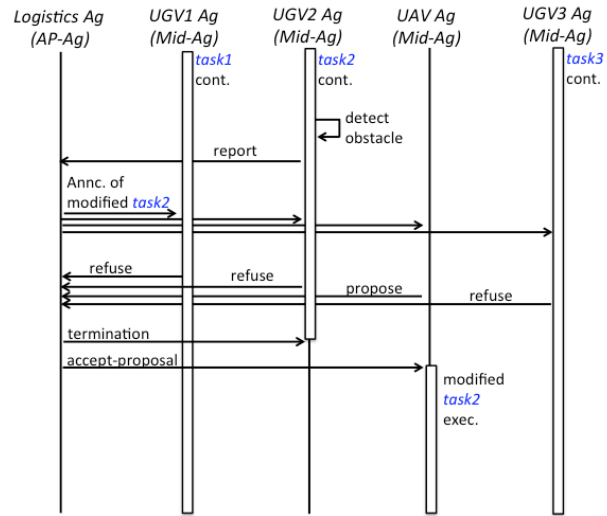 Logistics Ag
(AP-Ag)
UGV1 Ag
(Mid-Ag)
UGV2 Ag
(Mid-Ag)
UAV Ag
(Mid-Ag)
UGV3 Ag
(Mid-Ag)
task1
cont.
task2
cont.
task3
cont.
detect
obstacle
report
Annc. of
modified task2
refuse
refuse
propose
refuse
termination
accept-proposal
modified
task2
exec.